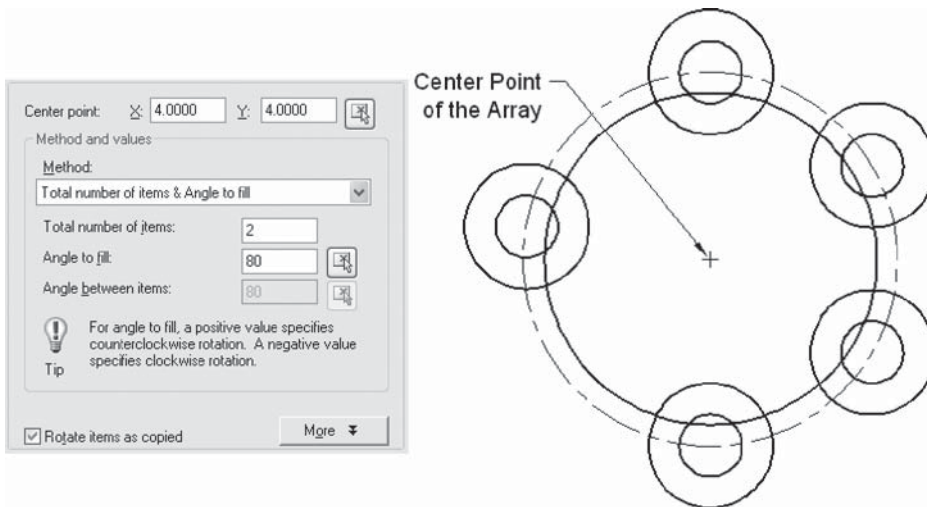 Center point: X: 4.0000 Y: 4.0000
Method and values
Method:
Total number of items & Angle to fill
Total number of items: 2
Angle to fill: 80
Angle between items: 80
For angle to fill, a positive value specifies
counterclockwise rotation. A negative value
specifies clockwise rotation.
Tip
Rotate items as copied
More
Center Point
of the Array